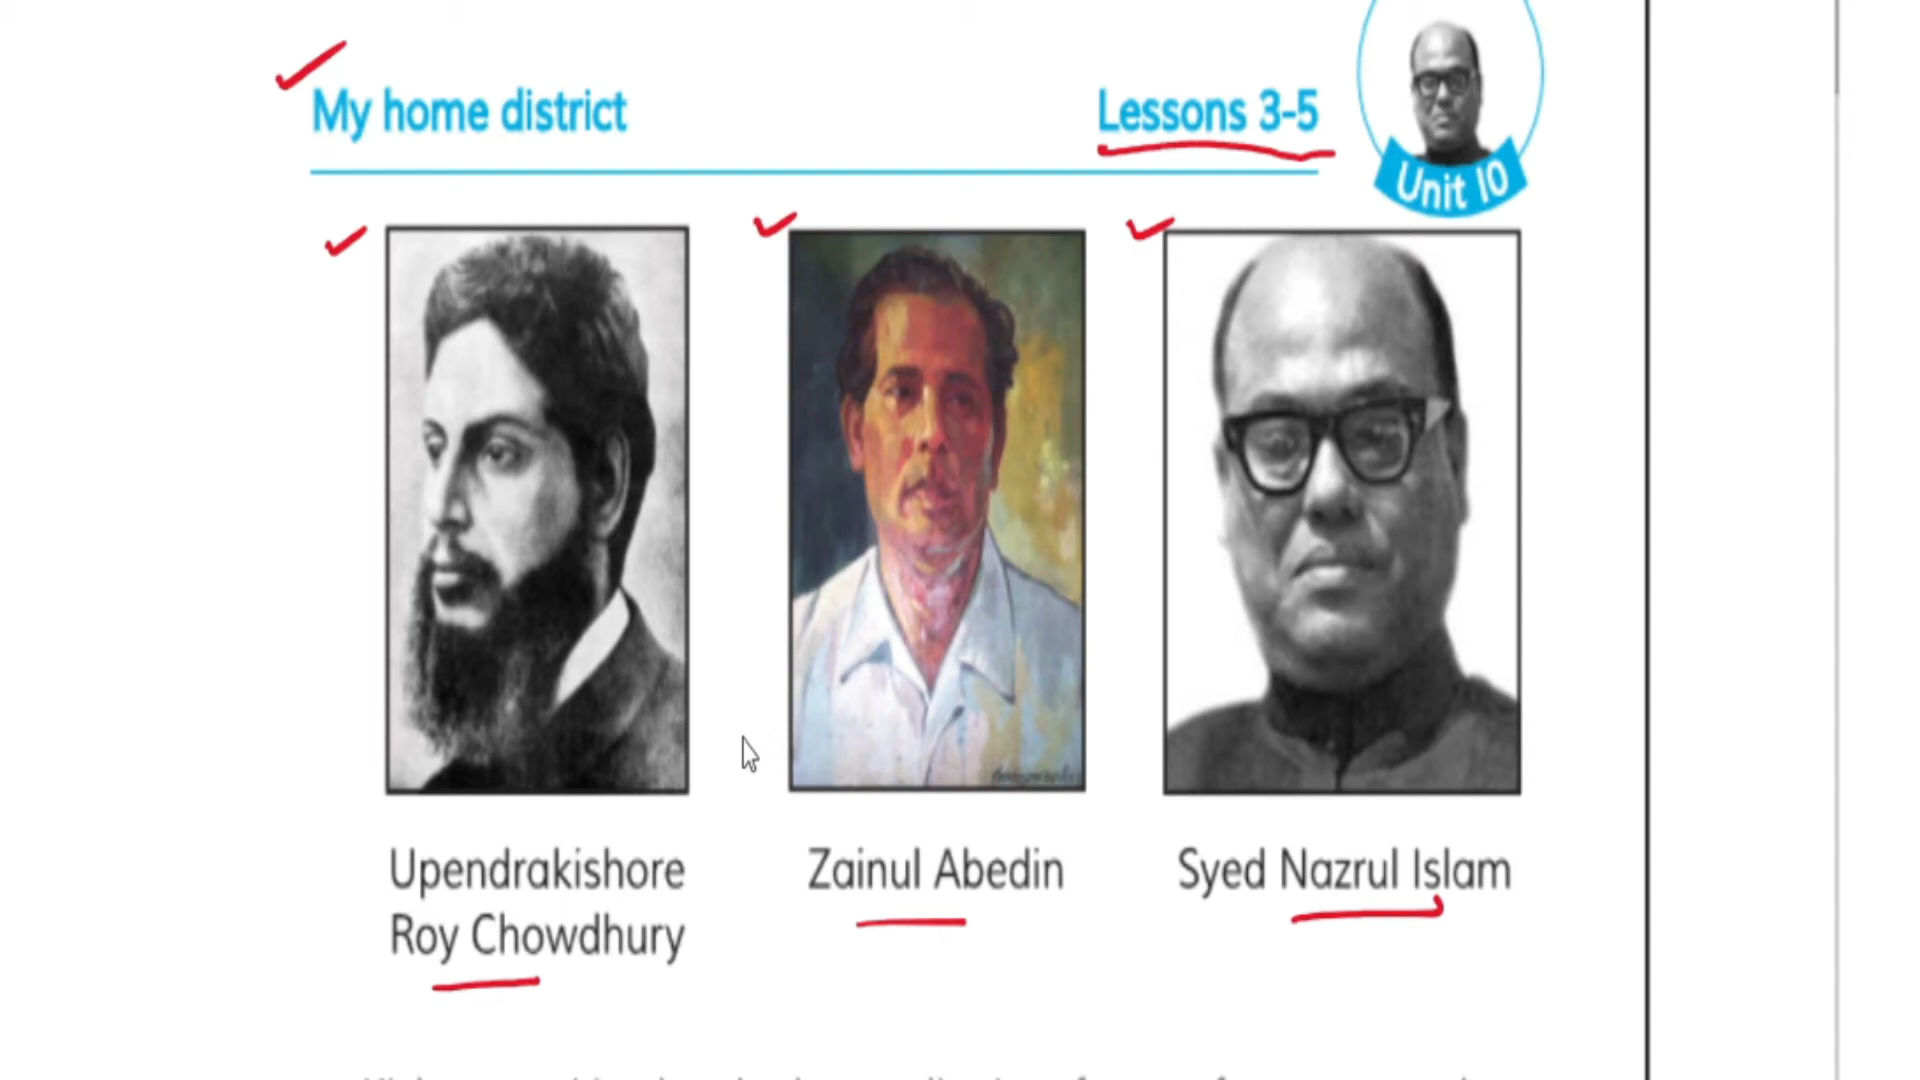 My home district
Lessons 3-5
Unit 10
Upendrakishore
Roy Chowdhury
Zainul Abedin
Syed Nazrul Islam